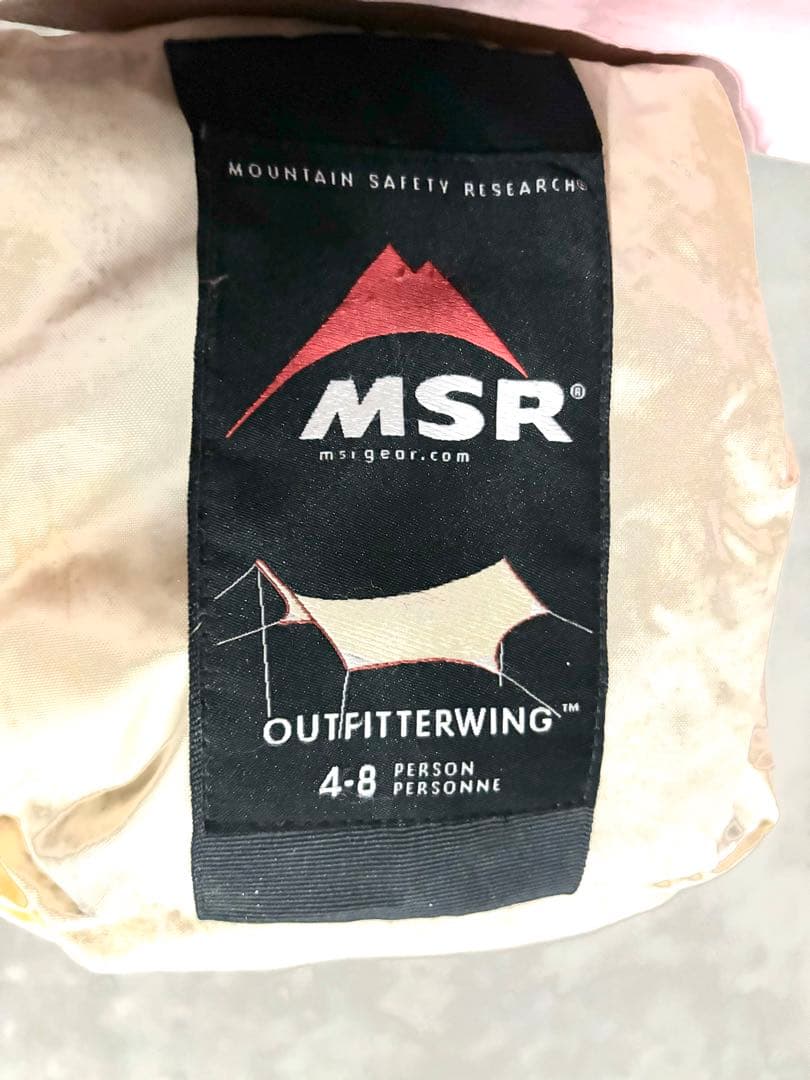 MOUNTAIN SAFETY RESEARCH®
MSR®
msrgear.com
OUTFITTERWING™
4-8 PERSON
PERSONNE